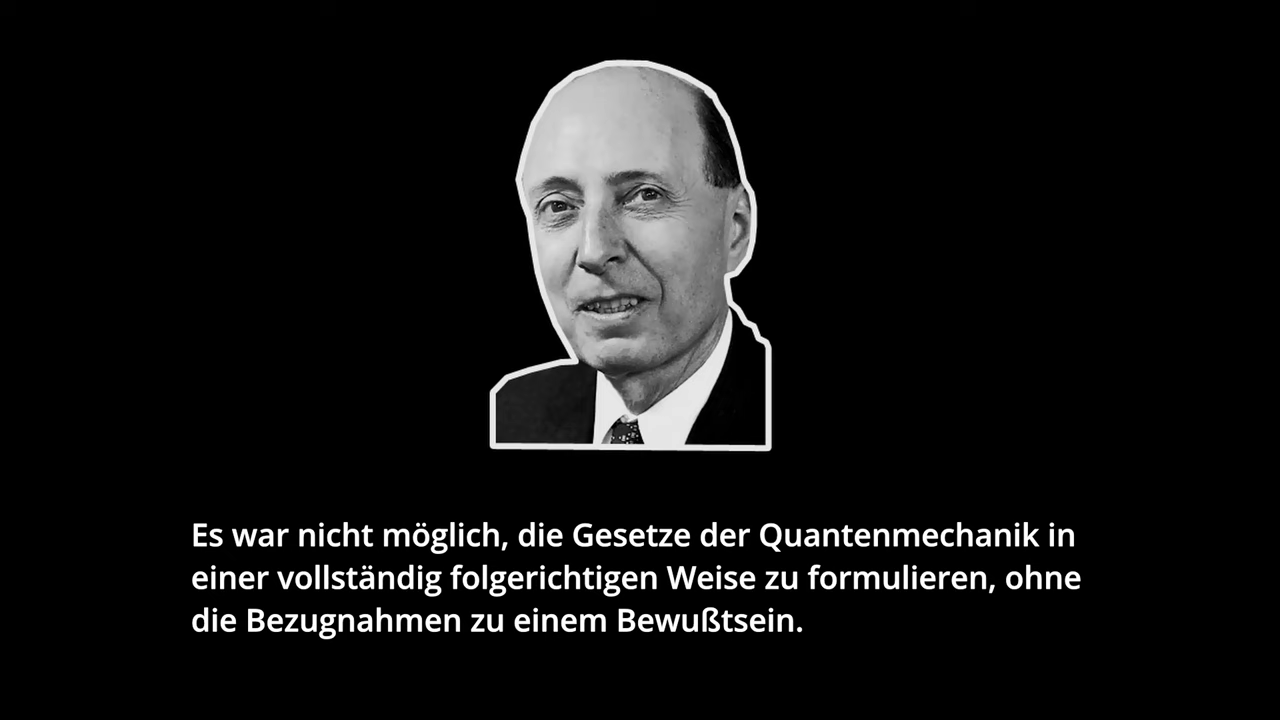 Es war nicht möglich, die Gesetze der Quantenmechanik in
einer vollständig folgerichtigen Weise zu formulieren, ohne
die Bezugnahmen zu einem Bewußtsein.